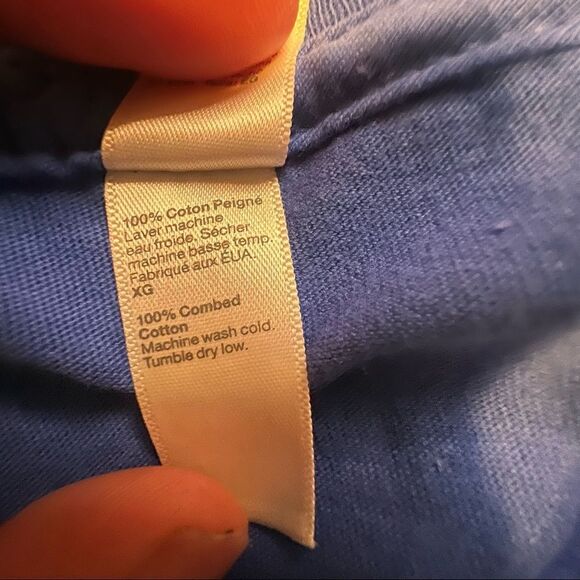 100% Coton Peigné
Laver machine
eau froide. Sécher
machine basse temp.
Fabriqué aux ÉUA.
XG
100% Combed
Cotton
Machine wash cold.
Tumble dry low.